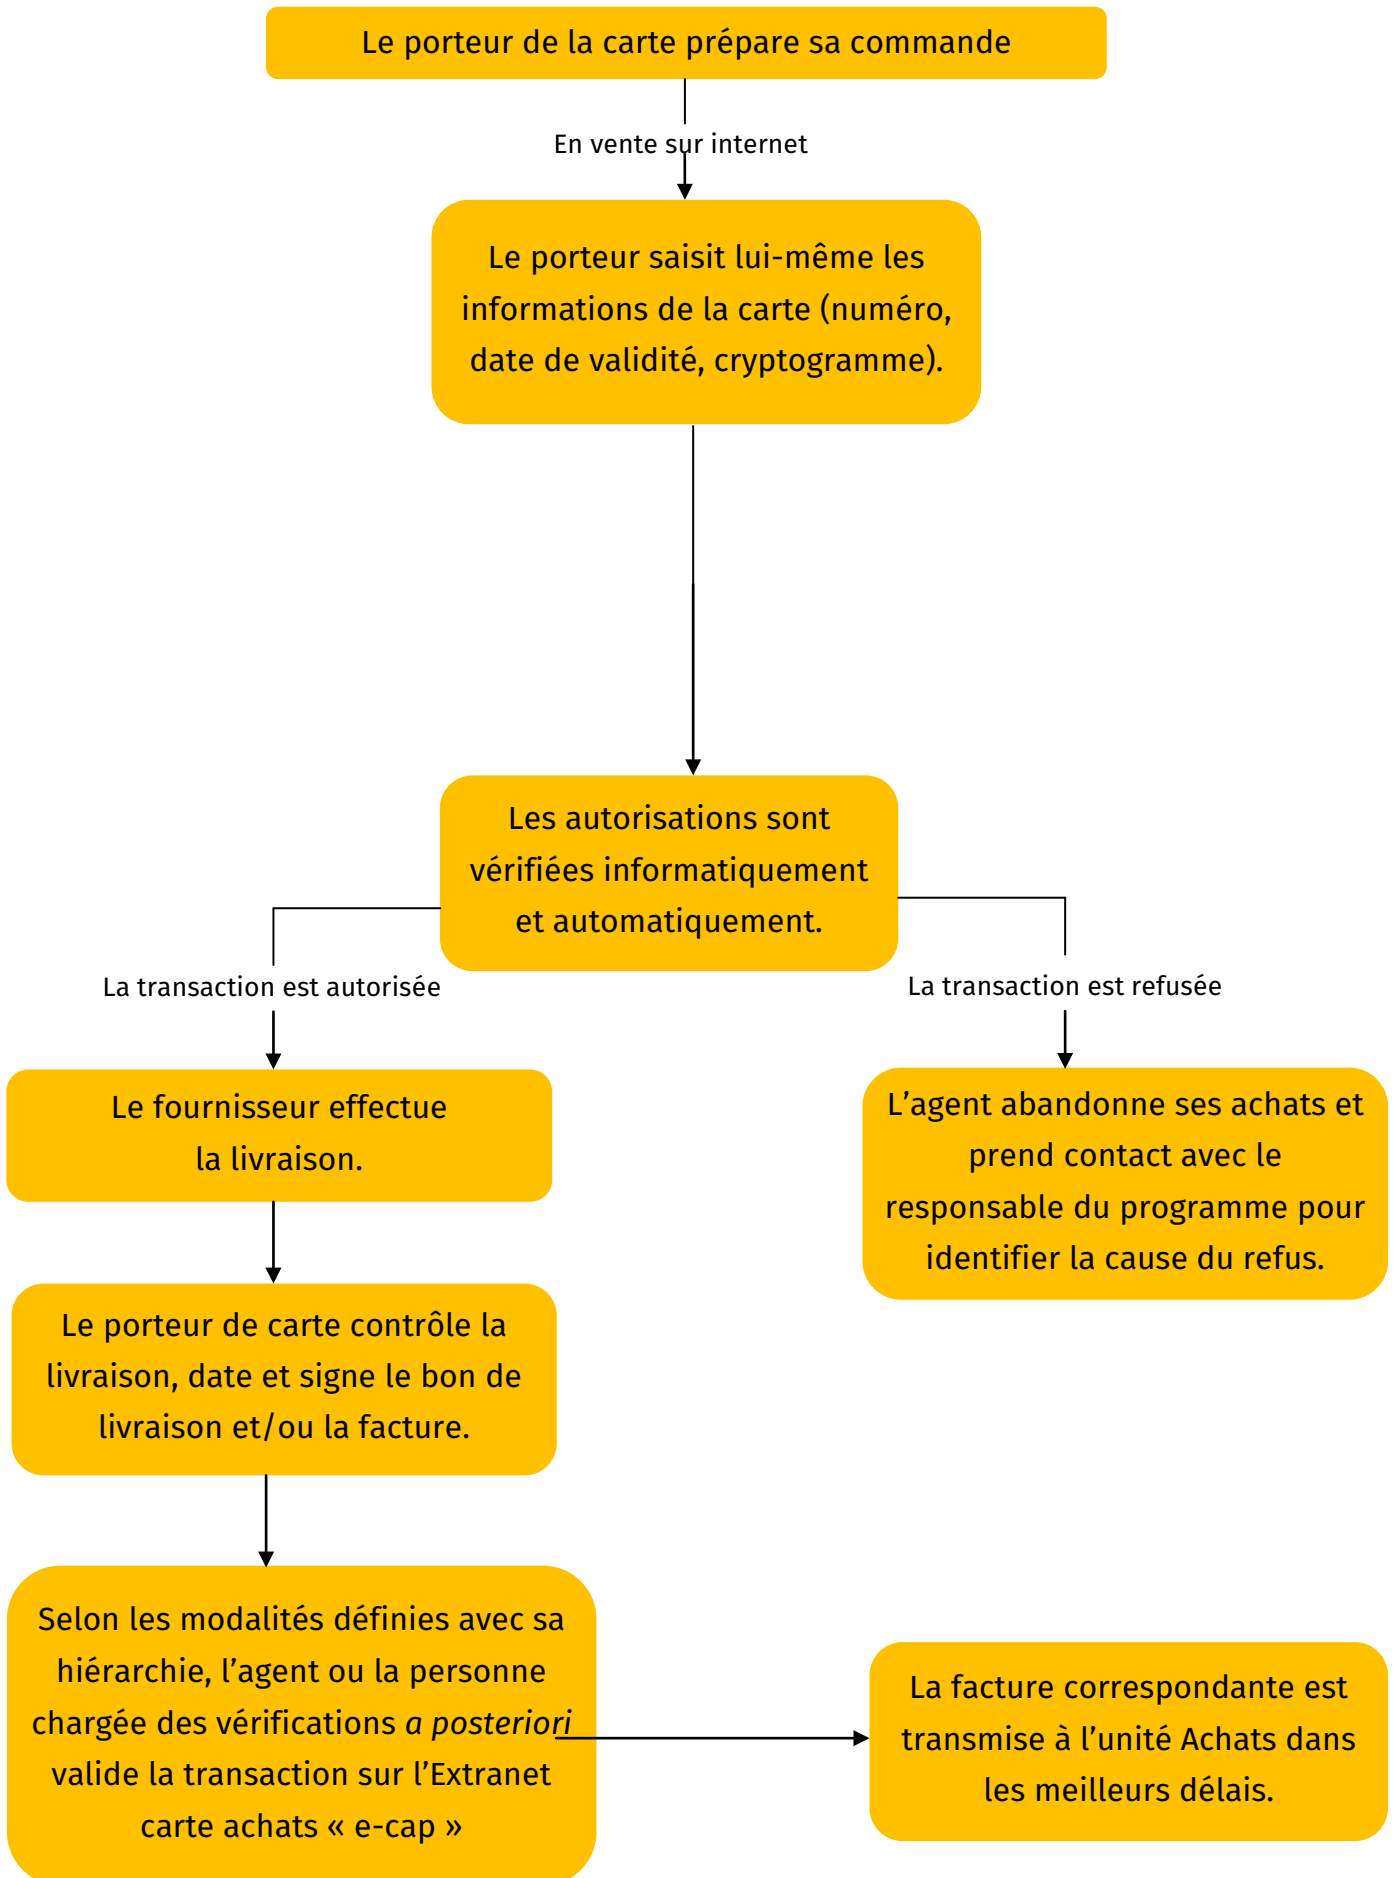 Le porteur de la carte prépare sa commande
En vente sur internet
Le porteur saisit lui-même les
informations de la carte (numéro,
date de validité, cryptogramme).
Les autorisations sont
vérifiées informatiquement
et automatiquement.
La transaction est autorisée
La transaction est refusée
Le fournisseur effectue
la livraison.
L’agent abandonne ses achats et
prend contact avec le
responsable du programme pour
identifier la cause du refus.
Le porteur de carte contrôle la
livraison, date et signe le bon de
livraison et/ou la facture.
Selon les modalités définies avec sa
hiérarchie, l’agent ou la personne
chargée des vérifications a posteriori
valide la transaction sur l’Extranet
carte achats « e-cap »
La facture correspondante est
transmise à l’unité Achats dans
les meilleurs délais.